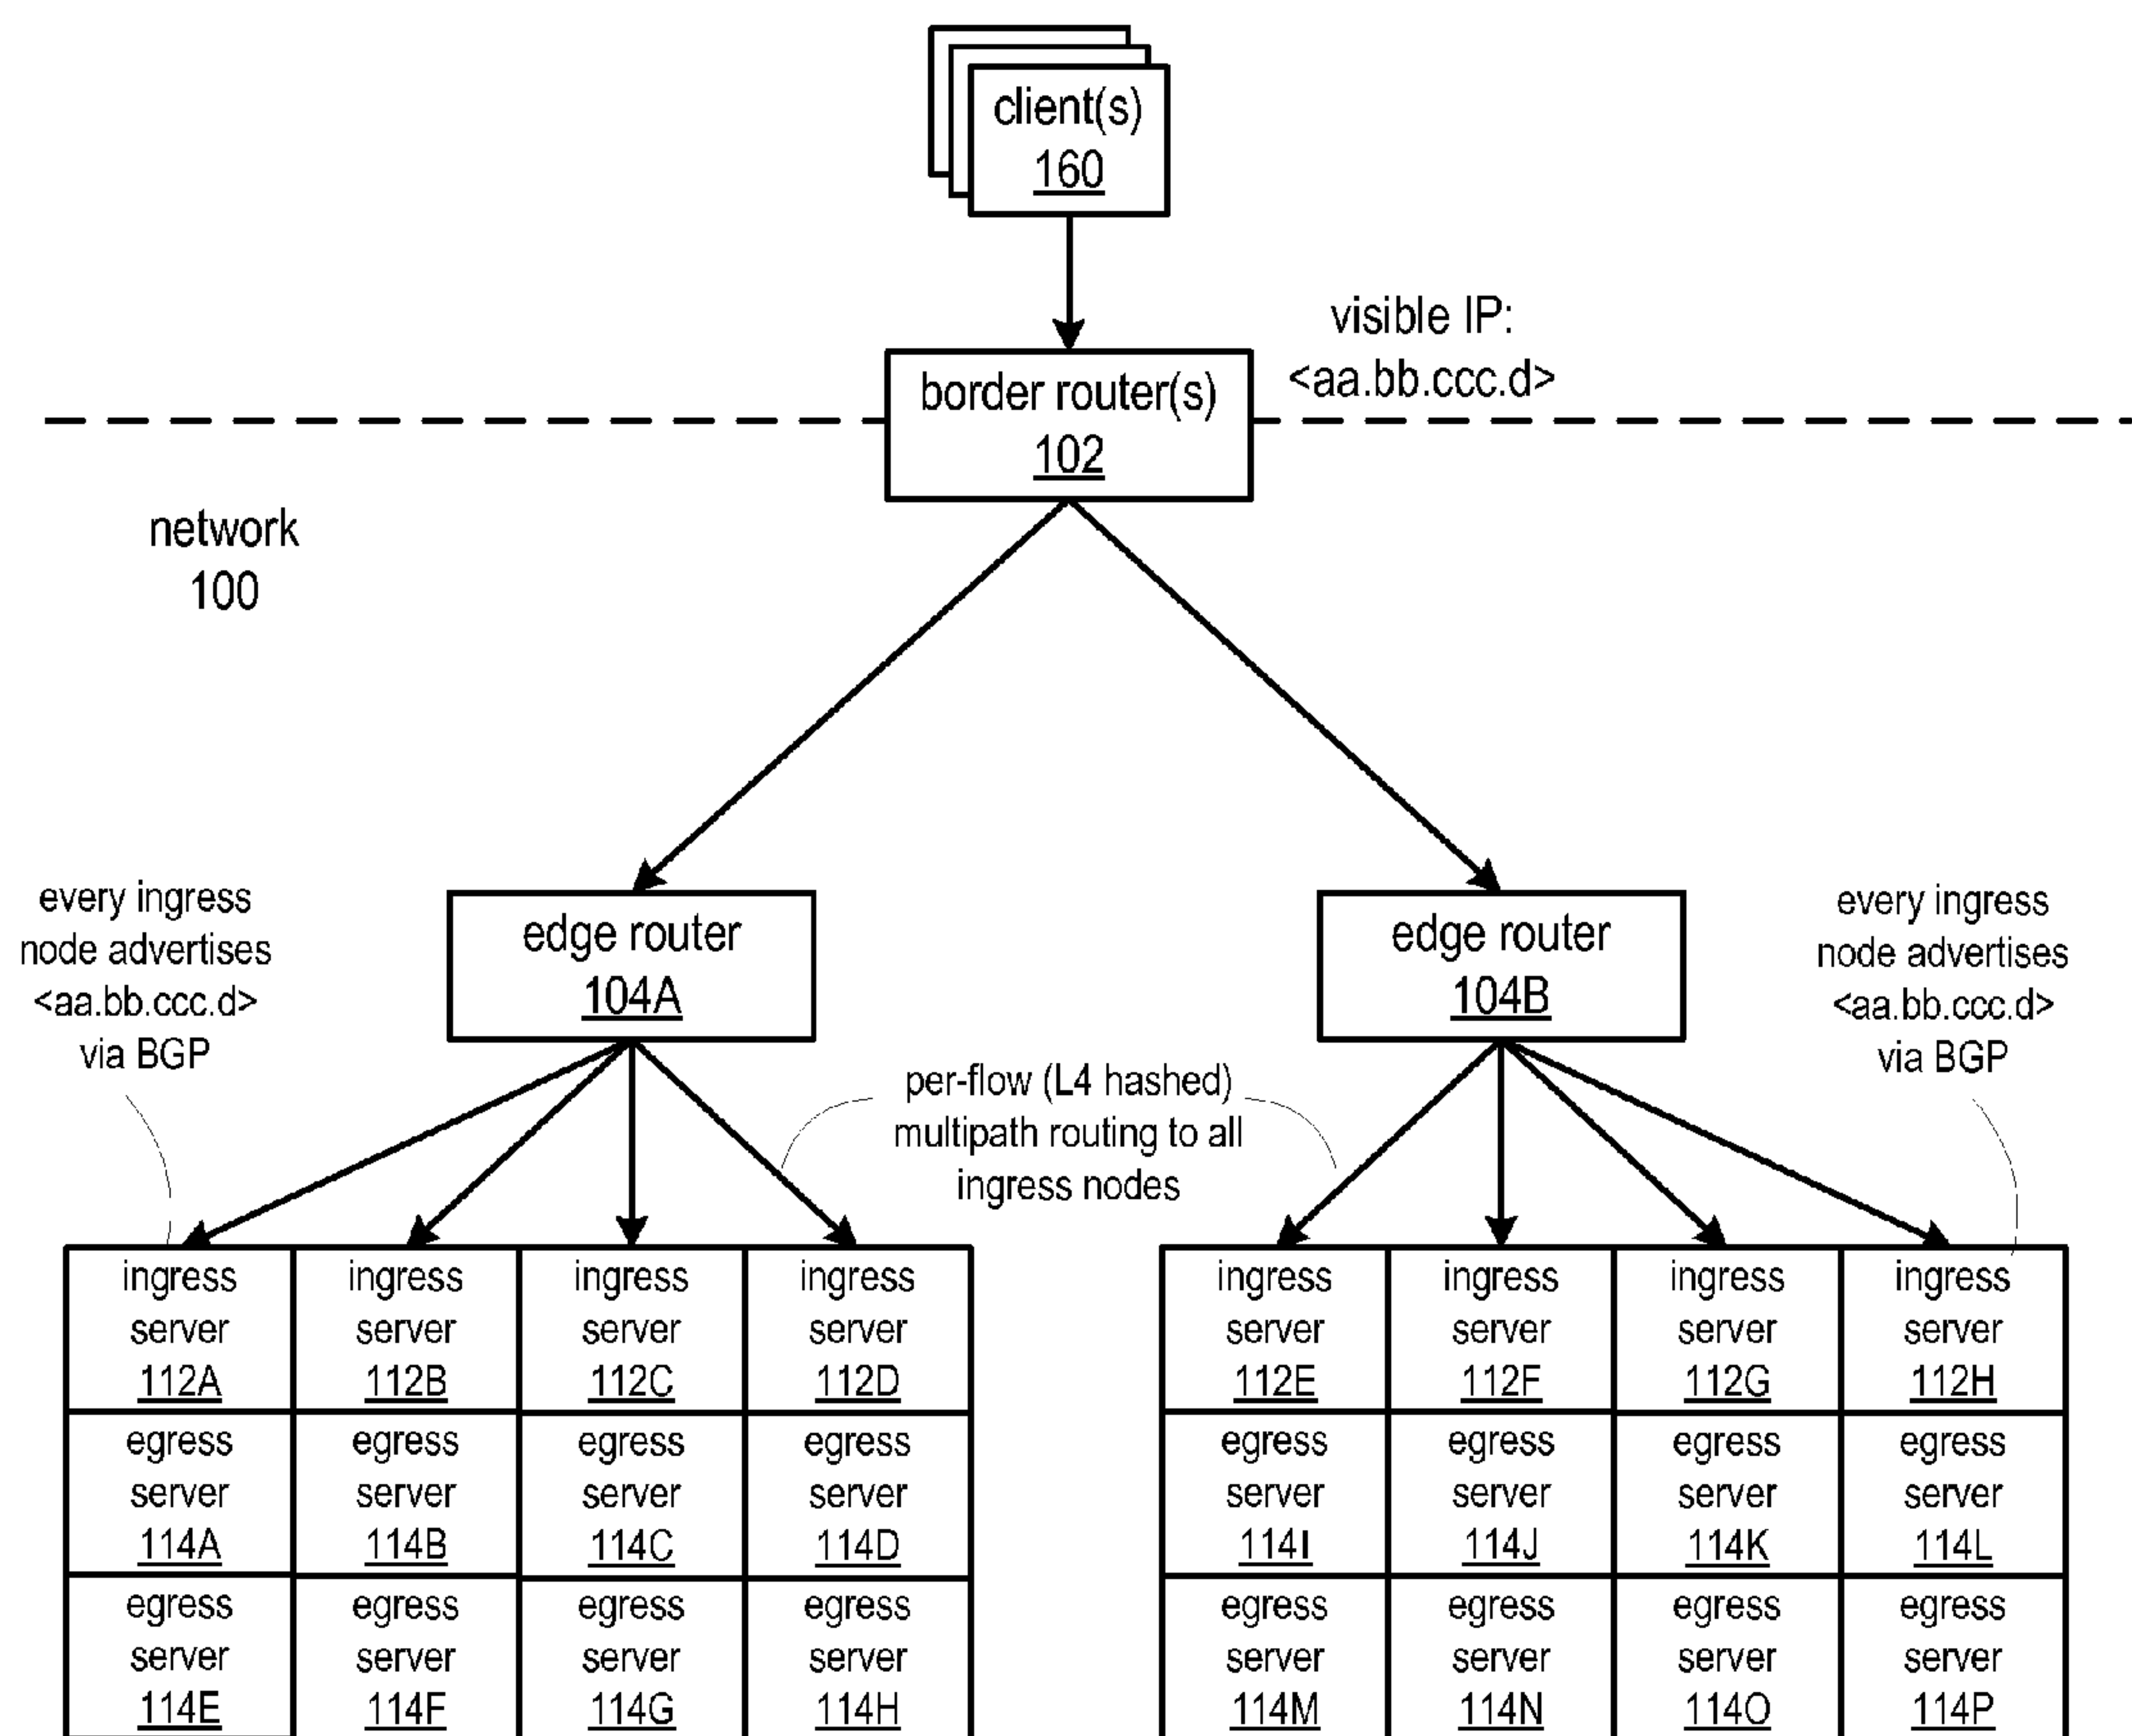 client(s)
160
visible IP:
<aa.bb.ccc.d>
border router(s)
102
network
100
every ingress
node advertises
<aa.bb.ccc.d>
via BGP
edge router
104A
edge router
104B
every ingress
node advertises
<aa.bb.ccc.d>
via BGP
per-flow (L4 hashed)
multipath routing to all
ingress nodes
ingress
server
112A
ingress
server
112B
ingress
server
112C
ingress
server
112D
ingress
server
112E
ingress
server
112F
ingress
server
112G
ingress
server
112H
egress
server
114A
egress
server
114B
egress
server
114C
egress
server
114D
egress
server
114I
egress
server
114J
egress
server
114K
egress
server
114L
egress
server
114E
egress
server
114F
egress
server
114G
egress
server
114H
egress
server
114M
egress
server
114N
egress
server
114O
egress
server
114P